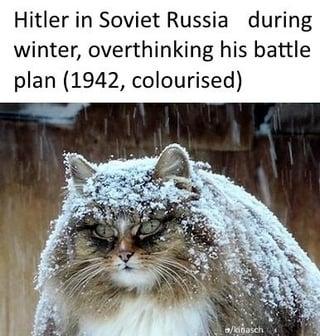 Hitler in Soviet Russia during
winter, overthinking his battle
plan (1942, colourised)
u/kinasch